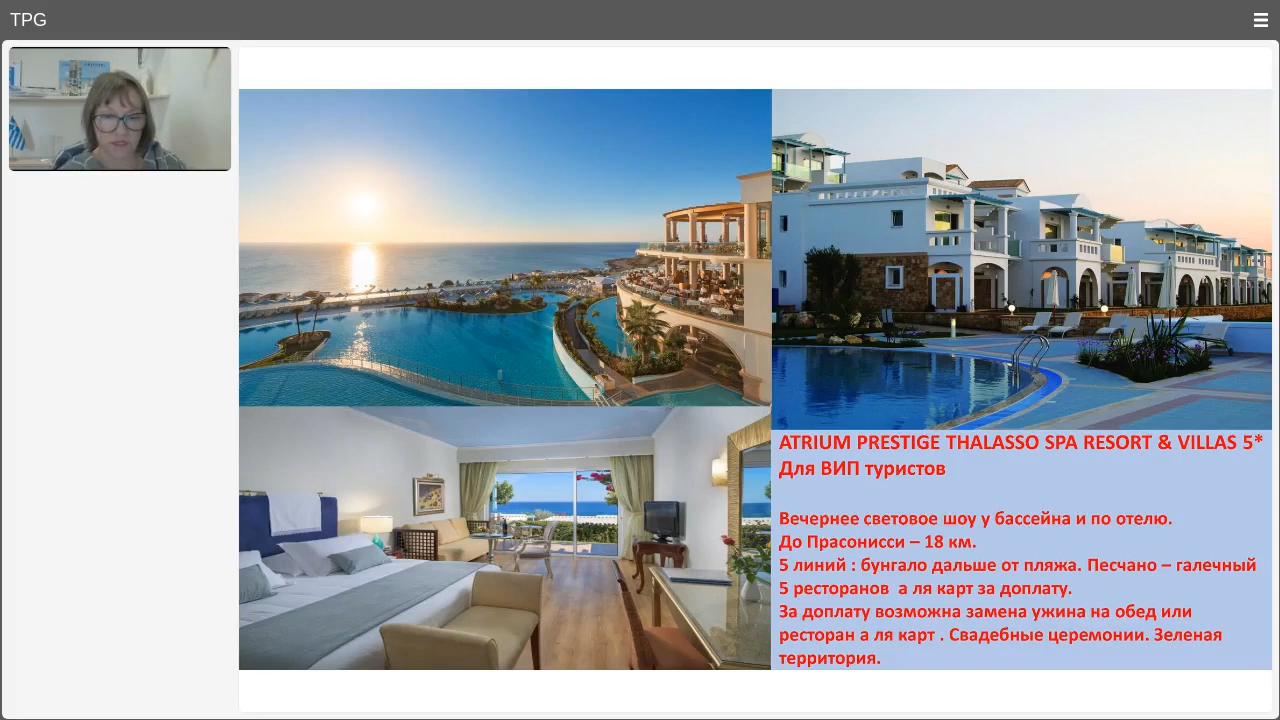 TPG
ATRIUM PRESTIGE THALASSO SPA RESORT & VILLAS 5*
Для ВИП туристов
Вечернее световое шоу у бассейна и по отелю.
До Прасонисси – 18 км.
5 линий : бунгало дальше от пляжа. Песчано – галечный
5 ресторанов  а ля карт за доплату.
За доплату возможна замена ужина на обед или
ресторан а ля карт . Свадебные церемонии. Зеленая
территория.